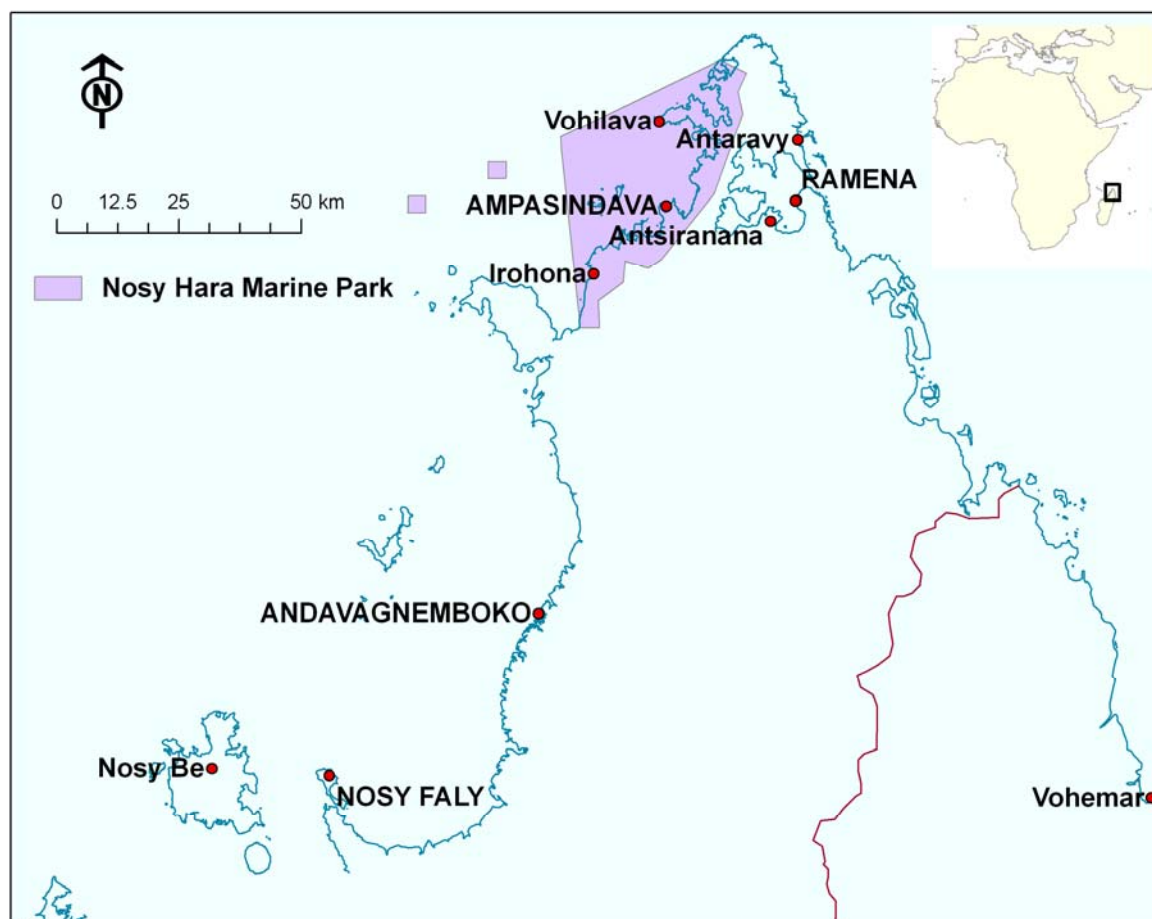 N
Vohilava
Antaravy
0 12.5 25 50 km
RAMENA
AMPASINDAVA
Antsiranana
Irohona
Nosy Hara Marine Park
ANDAVAGNEMBOKO
Nosy Be
NOSY FALY
Vohemar